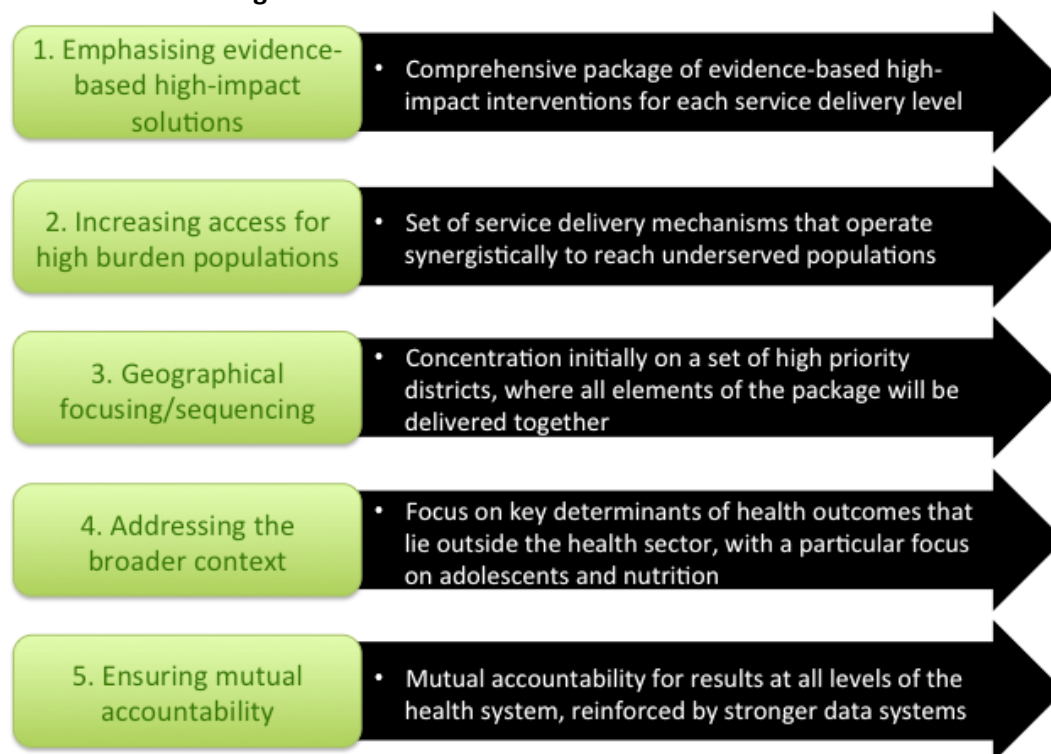 1. Emphasising evidence-
based high-impact
solutions
• Comprehensive package of evidence-based high-
impact interventions for each service delivery level
2. Increasing access for
high burden populations
• Set of service delivery mechanisms that operate
synergistically to reach underserved populations
3. Geographical
focusing/sequencing
• Concentration initially on a set of high priority
districts, where all elements of the package will be
delivered together
4. Addressing the
broader context
• Focus on key determinants of health outcomes that
lie outside the health sector, with a particular focus
on adolescents and nutrition
5. Ensuring mutual
accountability
• Mutual accountability for results at all levels of the
health system, reinforced by stronger data systems